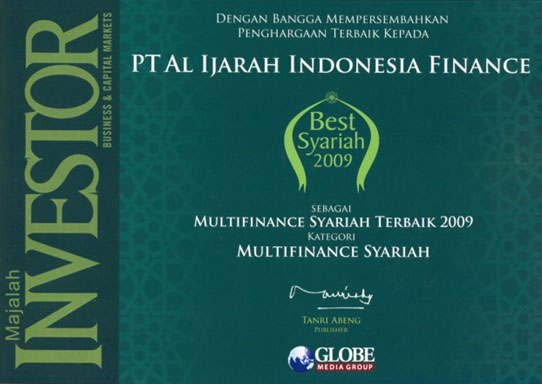 Majalah
INVESTOR
BUSINESS & CAPITAL MARKETS
DENGAN BANGGA MEMPERSEMBAHKAN
PENGHARGAAN TERBAIK KEPADA
PT AL IJARAH INDONESIA FINANCE
Best
Syariah
2009
SEBAGAI
MULTIFINANCE SYARIAH TERBAIK 2009
KATEGORI
MULTIFINANCE SYARIAH
TANRI ABENG
PUBLISHER
GLOBE
MEDIA GROUP